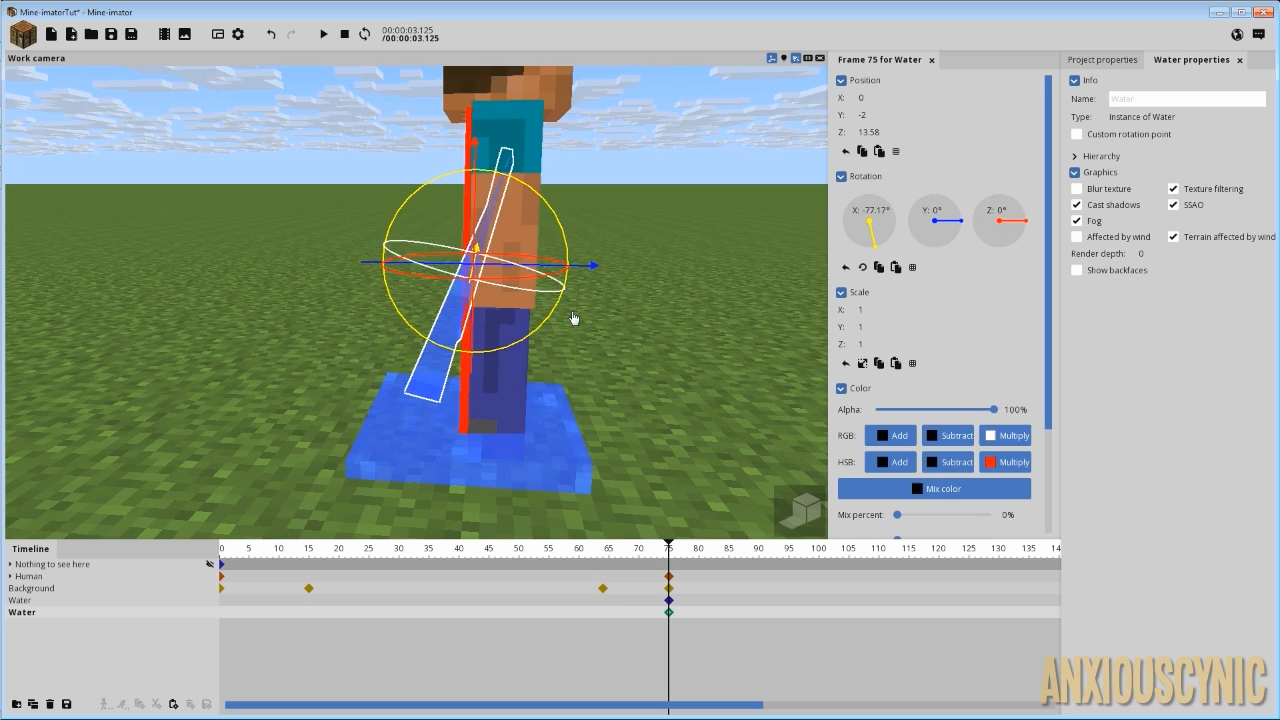 Mine-imatorTut* - Mine-imator
00:00:03.125
/00:00:03.125
Work camera
Frame 75 for Water
Position
X: 0
Y: -2
Z: 13.58
Rotation
X: -77.17° Y: 0° Z: 0°
Scale
X: 1
Y: 1
Z: 1
Color
Alpha: 100%
RGB: Add Subtract Multiply
HSB: Add Subtract Multiply
Mix color
Mix percent: 0%
Project properties Water properties
Info
Name: Water
Type: Instance of Water
Custom rotation point
Hierarchy
Graphics
Blur texture Texture filtering
Cast shadows SSAO
Fog
Affected by wind Terrain affected by wind
Render depth: 0
Show backfaces
Timeline
0 5 10 15 20 25 30 35 40 45 50 55 60 65 70 75 80 85 90 95 100 105 110 115 120 125 130 135 14
Nothing to see here
Human
Background
Water
Water
ANXIOUSCYNIC